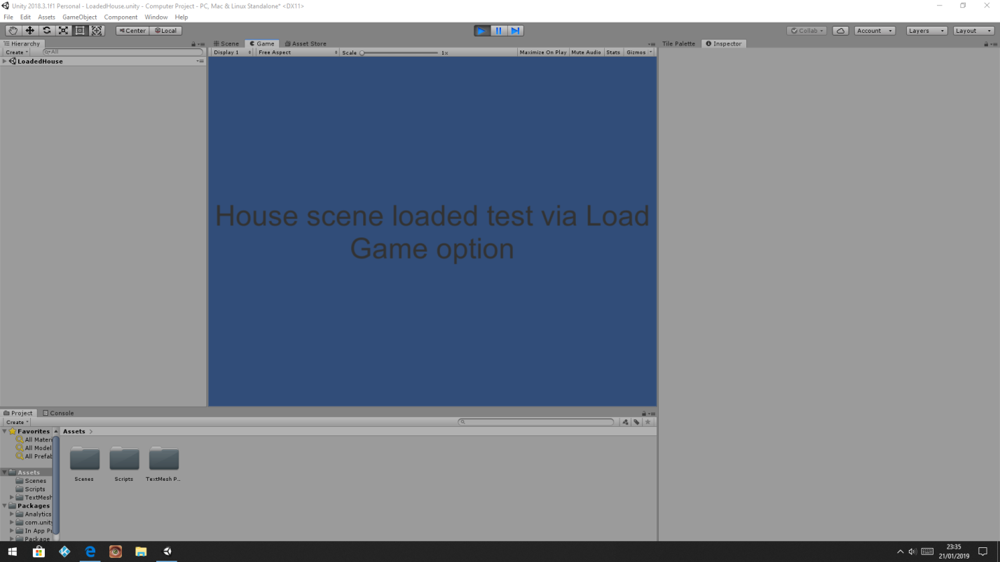 Unity 2018.3.1f1 Personal - LoadedHouse.unity - Computer Project - PC, Mac & Linux Standalone* <DX11>
File Edit Assets GameObject Component Window Help
Center Local Collab Account Layers Layout
Hierarchy Scene Game Asset Store Tile Palette Inspector
Create All Display 1 Free Aspect Scale 1x Maximize On Play Mute Audio Stats Gizmos
LoadedHouse
House scene loaded test via Load
Game option
Project Console
Create
Favorites Assets
All Mater
All Model
All Prefab
Assets
Scenes
Scripts
TextMesh
Packages
Analytics
com.unity
In App Pu
Package
Scenes Scripts TextMesh P...
23:35
21/01/2019